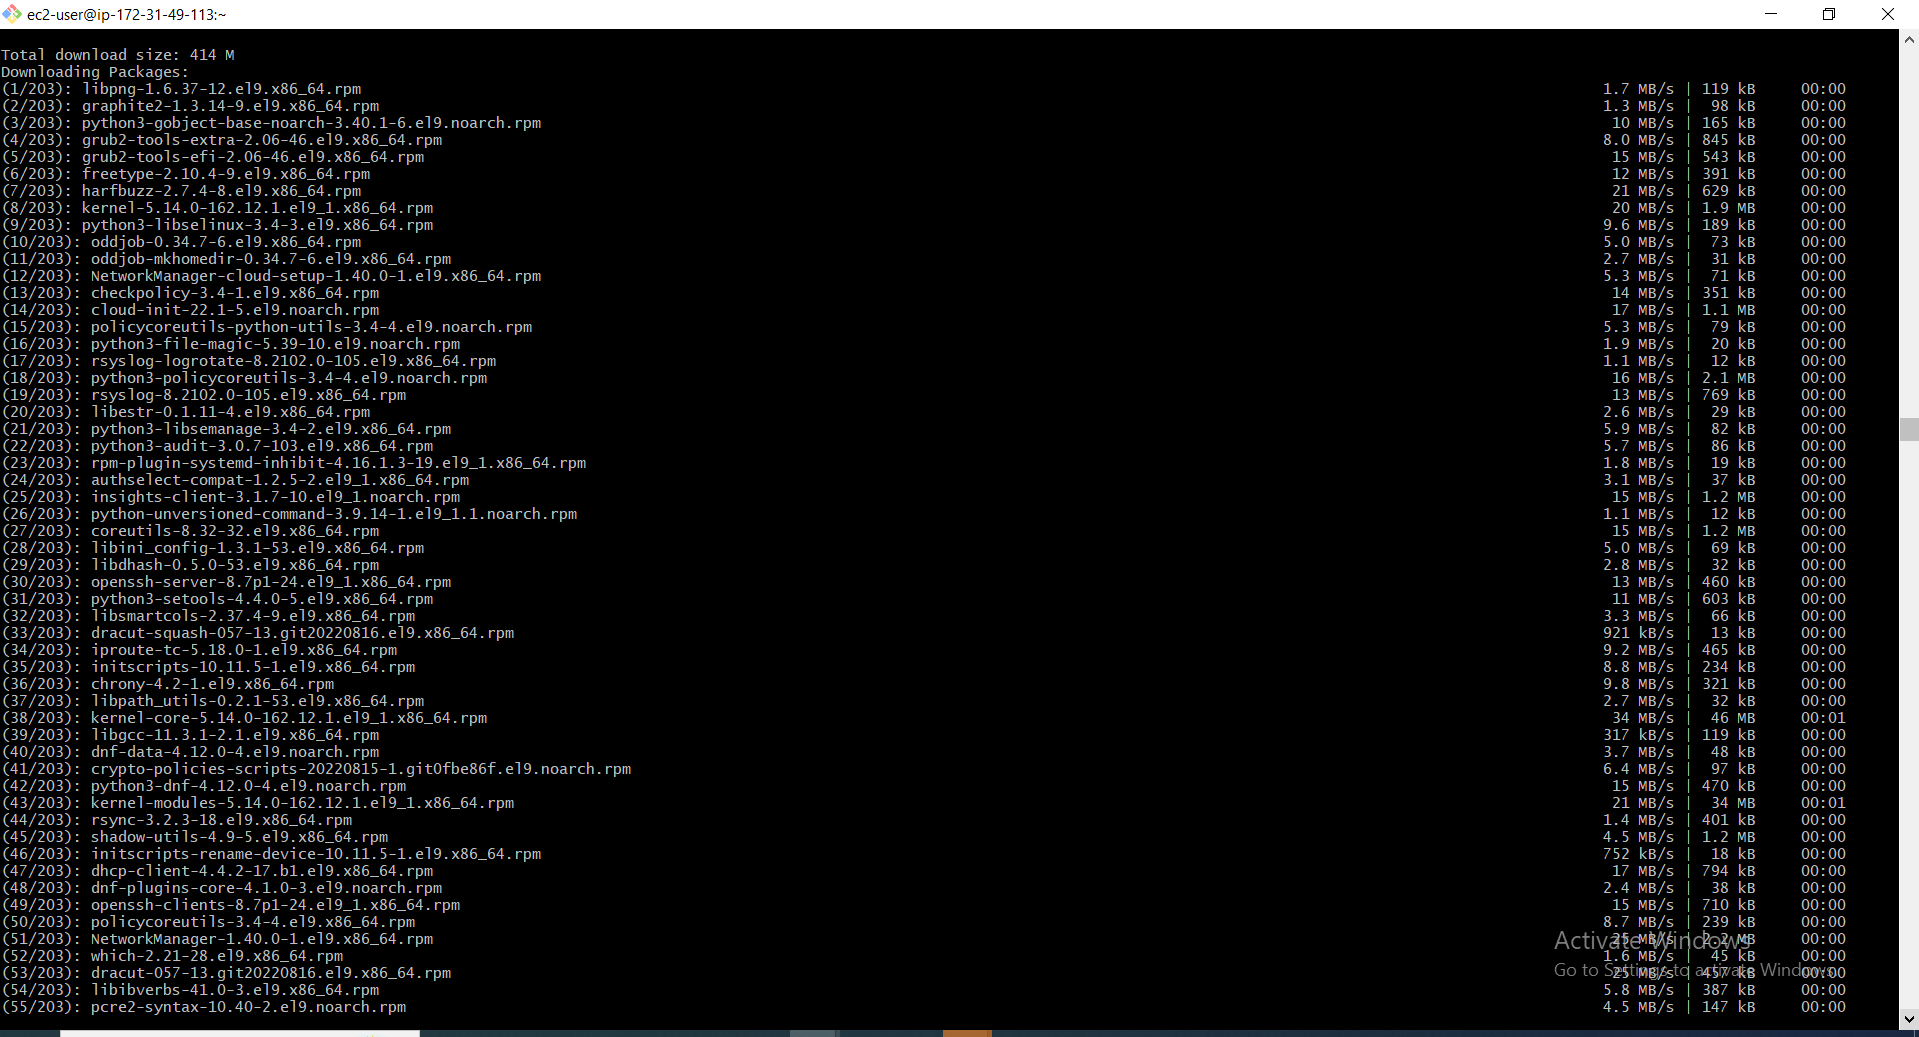 ec2-user@ip-172-31-49-113:~
Total download size: 414 M
Downloading Packages:
(1/203): libpng-1.6.37-12.el9.x86_64.rpm 1.7 MB/s | 119 kB 00:00
(2/203): graphite2-1.3.14-9.el9.x86_64.rpm 1.3 MB/s | 98 kB 00:00
(3/203): python3-gobject-base-noarch-3.40.1-6.el9.noarch.rpm 10 MB/s | 165 kB 00:00
(4/203): grub2-tools-extra-2.06-46.el9.x86_64.rpm 8.0 MB/s | 845 kB 00:00
(5/203): grub2-tools-efi-2.06-46.el9.x86_64.rpm 15 MB/s | 543 kB 00:00
(6/203): freetype-2.10.4-9.el9.x86_64.rpm 12 MB/s | 391 kB 00:00
(7/203): harfbuzz-2.7.4-8.el9.x86_64.rpm 21 MB/s | 629 kB 00:00
(8/203): kernel-5.14.0-162.12.1.el9_1.x86_64.rpm 20 MB/s | 1.9 MB 00:00
(9/203): python3-libselinux-3.4-3.el9.x86_64.rpm 9.6 MB/s | 189 kB 00:00
(10/203): oddjob-0.34.7-6.el9.x86_64.rpm 5.0 MB/s | 73 kB 00:00
(11/203): oddjob-mkhomedir-0.34.7-6.el9.x86_64.rpm 2.7 MB/s | 31 kB 00:00
(12/203): NetworkManager-cloud-setup-1.40.0-1.el9.x86_64.rpm 5.3 MB/s | 71 kB 00:00
(13/203): checkpolicy-3.4-1.el9.x86_64.rpm 14 MB/s | 351 kB 00:00
(14/203): cloud-init-22.1-5.el9.noarch.rpm 17 MB/s | 1.1 MB 00:00
(15/203): policycoreutils-python-utils-3.4-4.el9.noarch.rpm 5.3 MB/s | 79 kB 00:00
(16/203): python3-file-magic-5.39-10.el9.noarch.rpm 1.9 MB/s | 20 kB 00:00
(17/203): rsyslog-logrotate-8.2102.0-105.el9.x86_64.rpm 1.1 MB/s | 12 kB 00:00
(18/203): python3-policycoreutils-3.4-4.el9.noarch.rpm 16 MB/s | 2.1 MB 00:00
(19/203): rsyslog-8.2102.0-105.el9.x86_64.rpm 13 MB/s | 769 kB 00:00
(20/203): libestr-0.1.11-4.el9.x86_64.rpm 2.6 MB/s | 29 kB 00:00
(21/203): python3-libsemanage-3.4-2.el9.x86_64.rpm 5.9 MB/s | 82 kB 00:00
(22/203): python3-audit-3.0.7-103.el9.x86_64.rpm 5.7 MB/s | 86 kB 00:00
(23/203): rpm-plugin-systemd-inhibit-4.16.1.3-19.el9_1.x86_64.rpm 1.8 MB/s | 19 kB 00:00
(24/203): authselect-compat-1.2.5-2.el9_1.x86_64.rpm 3.1 MB/s | 37 kB 00:00
(25/203): insights-client-3.1.7-10.el9_1.noarch.rpm 15 MB/s | 1.2 MB 00:00
(26/203): python-unversioned-command-3.9.14-1.el9_1.1.noarch.rpm 1.1 MB/s | 12 kB 00:00
(27/203): coreutils-8.32-32.el9.x86_64.rpm 15 MB/s | 1.2 MB 00:00
(28/203): libini_config-1.3.1-53.el9.x86_64.rpm 5.0 MB/s | 69 kB 00:00
(29/203): libdhash-0.5.0-53.el9.x86_64.rpm 2.8 MB/s | 32 kB 00:00
(30/203): openssh-server-8.7p1-24.el9_1.x86_64.rpm 13 MB/s | 460 kB 00:00
(31/203): python3-setools-4.4.0-5.el9.x86_64.rpm 11 MB/s | 603 kB 00:00
(32/203): libsmartcols-2.37.4-9.el9.x86_64.rpm 3.3 MB/s | 66 kB 00:00
(33/203): dracut-squash-057-13.git20220816.el9.x86_64.rpm 921 kB/s | 13 kB 00:00
(34/203): iproute-tc-5.18.0-1.el9.x86_64.rpm 9.2 MB/s | 465 kB 00:00
(35/203): initscripts-10.11.5-1.el9.x86_64.rpm 8.8 MB/s | 234 kB 00:00
(36/203): chrony-4.2-1.el9.x86_64.rpm 9.8 MB/s | 321 kB 00:00
(37/203): libpath_utils-0.2.1-53.el9.x86_64.rpm 2.7 MB/s | 32 kB 00:00
(38/203): kernel-core-5.14.0-162.12.1.el9_1.x86_64.rpm 34 MB/s | 46 MB 00:01
(39/203): libgcc-11.3.1-2.1.el9.x86_64.rpm 317 kB/s | 119 kB 00:00
(40/203): dnf-data-4.12.0-4.el9.noarch.rpm 3.7 MB/s | 48 kB 00:00
(41/203): crypto-policies-scripts-20220815-1.git0fbe86f.el9.noarch.rpm 6.4 MB/s | 97 kB 00:00
(42/203): python3-dnf-4.12.0-4.el9.noarch.rpm 15 MB/s | 470 kB 00:00
(43/203): kernel-modules-5.14.0-162.12.1.el9_1.x86_64.rpm 21 MB/s | 34 MB 00:01
(44/203): rsync-3.2.3-18.el9.x86_64.rpm 1.4 MB/s | 401 kB 00:00
(45/203): shadow-utils-4.9-5.el9.x86_64.rpm 4.5 MB/s | 1.2 MB 00:00
(46/203): initscripts-rename-device-10.11.5-1.el9.x86_64.rpm 752 kB/s | 18 kB 00:00
(47/203): dhcp-client-4.4.2-17.b1.el9.x86_64.rpm 17 MB/s | 794 kB 00:00
(48/203): dnf-plugins-core-4.1.0-3.el9.noarch.rpm 2.4 MB/s | 38 kB 00:00
(49/203): openssh-clients-8.7p1-24.el9_1.x86_64.rpm 15 MB/s | 710 kB 00:00
(50/203): policycoreutils-3.4-4.el9.x86_64.rpm 8.7 MB/s | 239 kB 00:00
(51/203): NetworkManager-1.40.0-1.el9.x86_64.rpm 25 MB/s | 2.2 MB 00:00
(52/203): which-2.21-28.el9.x86_64.rpm 1.6 MB/s | 45 kB 00:00
(53/203): dracut-057-13.git20220816.el9.x86_64.rpm 25 MB/s | 457 kB 00:00
(54/203): libibverbs-41.0-3.el9.x86_64.rpm 5.8 MB/s | 387 kB 00:00
(55/203): pcre2-syntax-10.40-2.el9.noarch.rpm 4.5 MB/s | 147 kB 00:00
Activate Windows
Go to Settings to activate Windows.